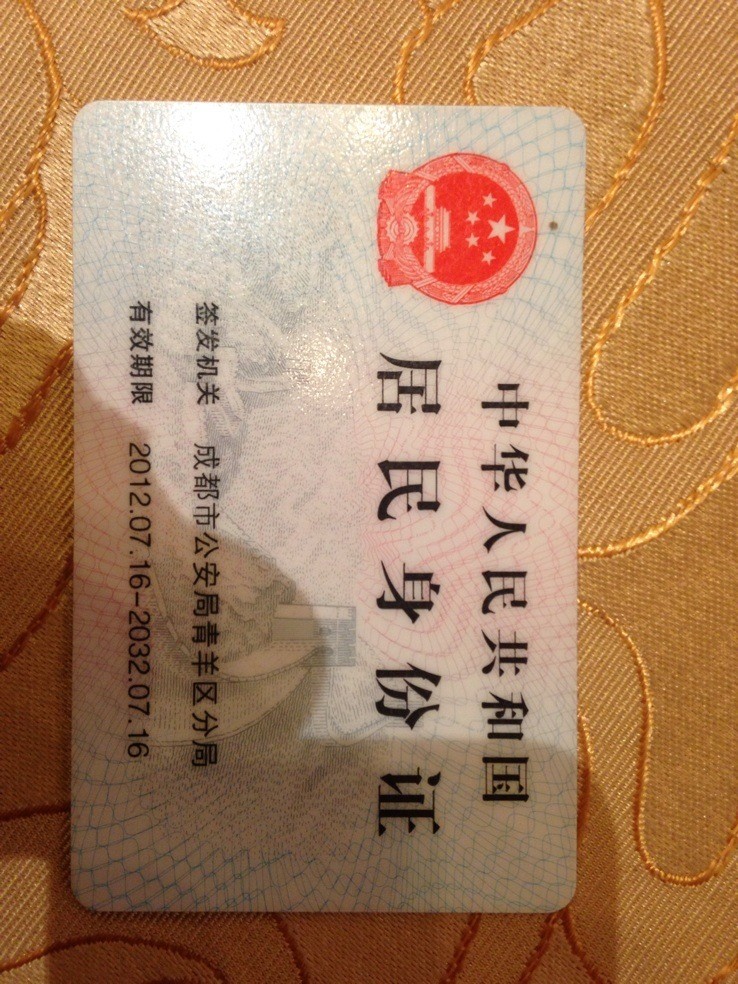 中华人民共和国
居民身份证
签发机关 成都市公安局青羊区分局
有效期限 2012.07.16-2032.07.16